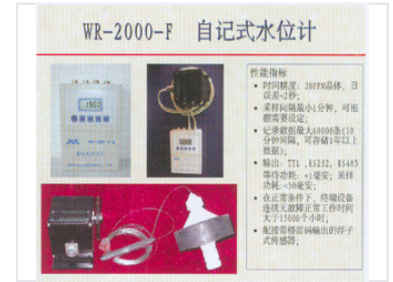 WR-2000-F 自记式水位计
性能指标
• 时间精度：20PPM晶体，日
误差<2秒；
• 采样间隔最小1分钟，可根
据需要设定；
• 记录数据最大60000条(10
分钟间隔，可存储1年以上
数据)；
• 输出：TTL ,RS232, RS485
等待功耗：<1毫安；采样
功耗:<50毫安；
• 在正常条件下，终端设备
连续无故障正常工作时间
大于15000个小时；
• 配接带格雷码输出的浮子
式传感器；